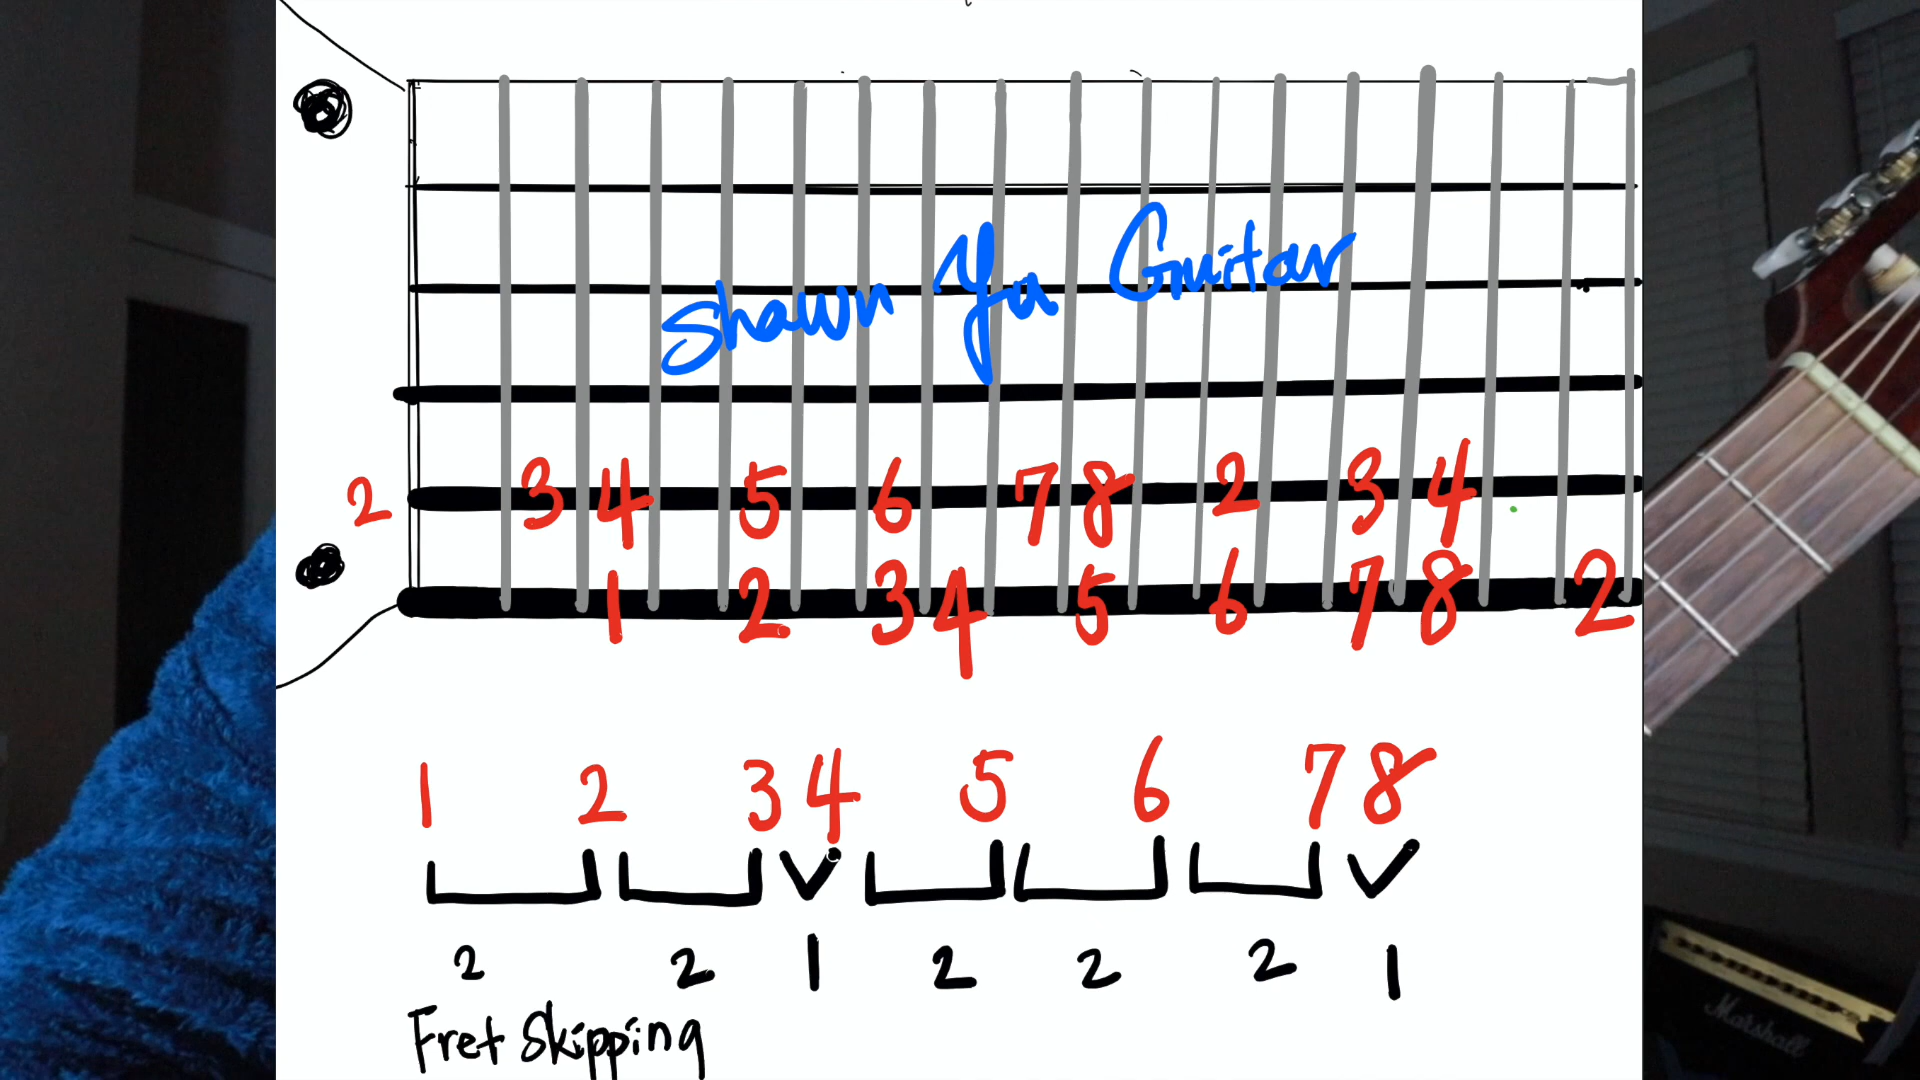 Shawn Yu Guitar
2 3 4 5 6 7 8 2 3 4
1 2 3 4 5 6 7 8 2
1 2 3 4 5 6 7 8
2 2 1 2 2 2 1
Fret Skipping
Marshall